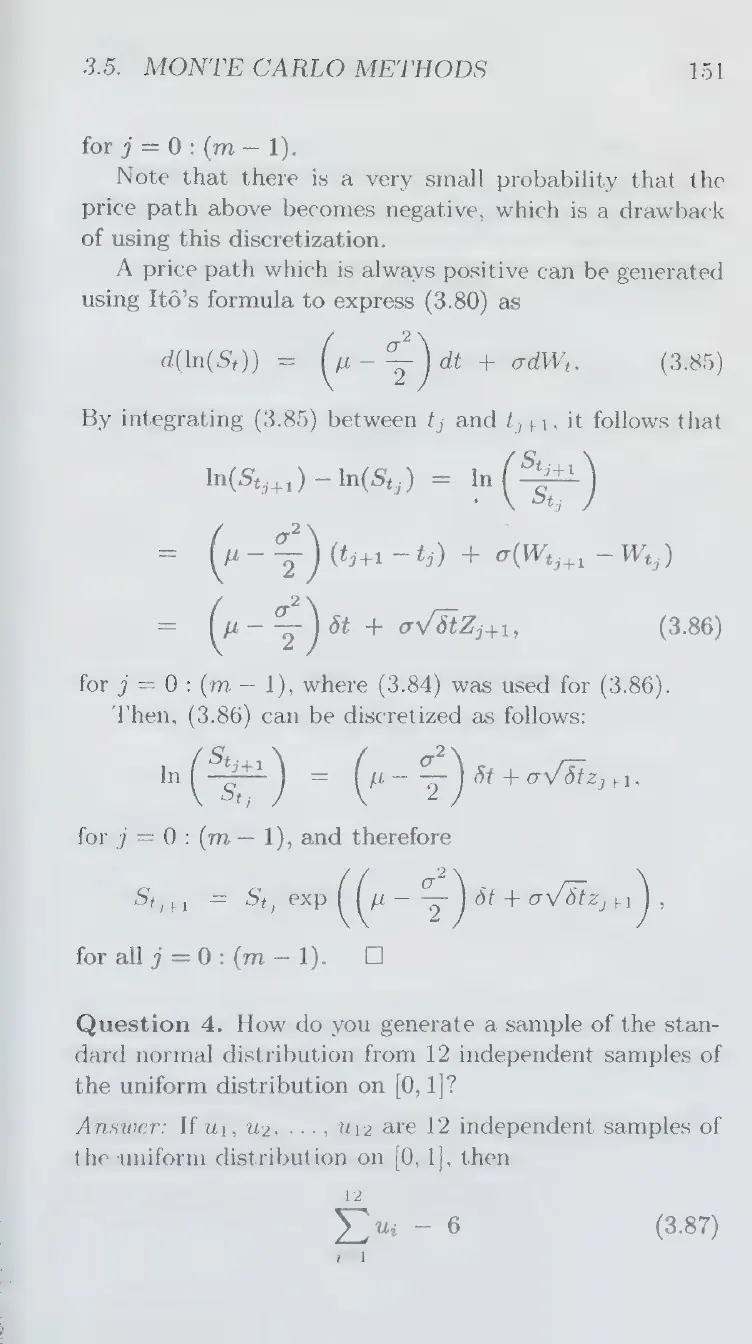 3.5. MONTE CARLO METHODS 151
for j = 0 : (m − 1).
Note that there is a very small probability that the
price path above becomes negative, which is a drawback
of using this discretization.
A price path which is always positive can be generated
using Itô's formula to express (3.80) as
d(ln(S_t)) = (μ − σ²/2) dt + σdW_t. (3.85)
By integrating (3.85) between t_j and t_{j+1}, it follows that
ln(S_{t_{j+1}}) − ln(S_{t_j}) = ln (S_{t_{j+1}} / S_{t_j})
= (μ − σ²/2) (t_{j+1} − t_j) + σ(W_{t_{j+1}} − W_{t_j})
= (μ − σ²/2) δt + σ√δt Z_{j+1}, (3.86)
for j = 0 : (m − 1), where (3.84) was used for (3.86).
Then, (3.86) can be discretized as follows:
ln (S_{t_{j+1}} / S_{t_j}) = (μ − σ²/2) δt + σ√δt z_{j+1},
for j = 0 : (m − 1), and therefore
S_{t_{j+1}} = S_{t_j} exp ((μ − σ²/2) δt + σ√δt z_{j+1}),
for all j = 0 : (m − 1). □
Question 4. How do you generate a sample of the stan-
dard normal distribution from 12 independent samples of
the uniform distribution on [0, 1]?
Answer: If u_1, u_2, ..., u_12 are 12 independent samples of
the uniform distribution on [0, 1], then
∑_{i=1}^{12} u_i − 6 (3.87)